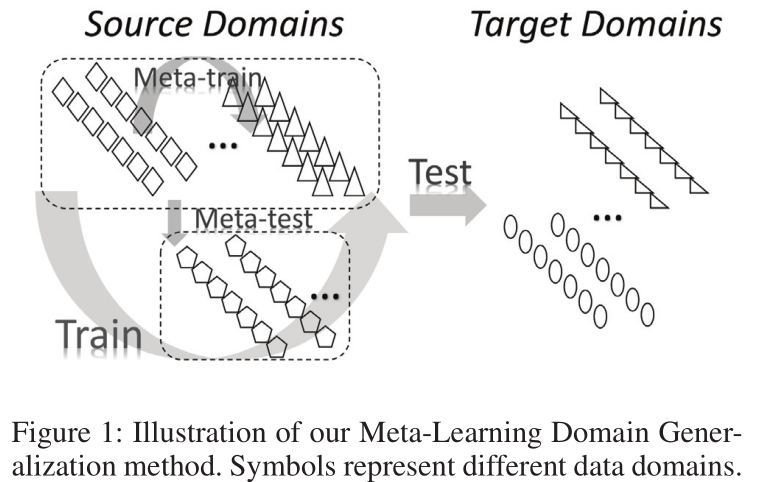 Source Domains
Target Domains
Meta-train
...
Test
Meta-test
...
...
Train
Figure 1: Illustration of our Meta-Learning Domain Gener-
alization method. Symbols represent different data domains.